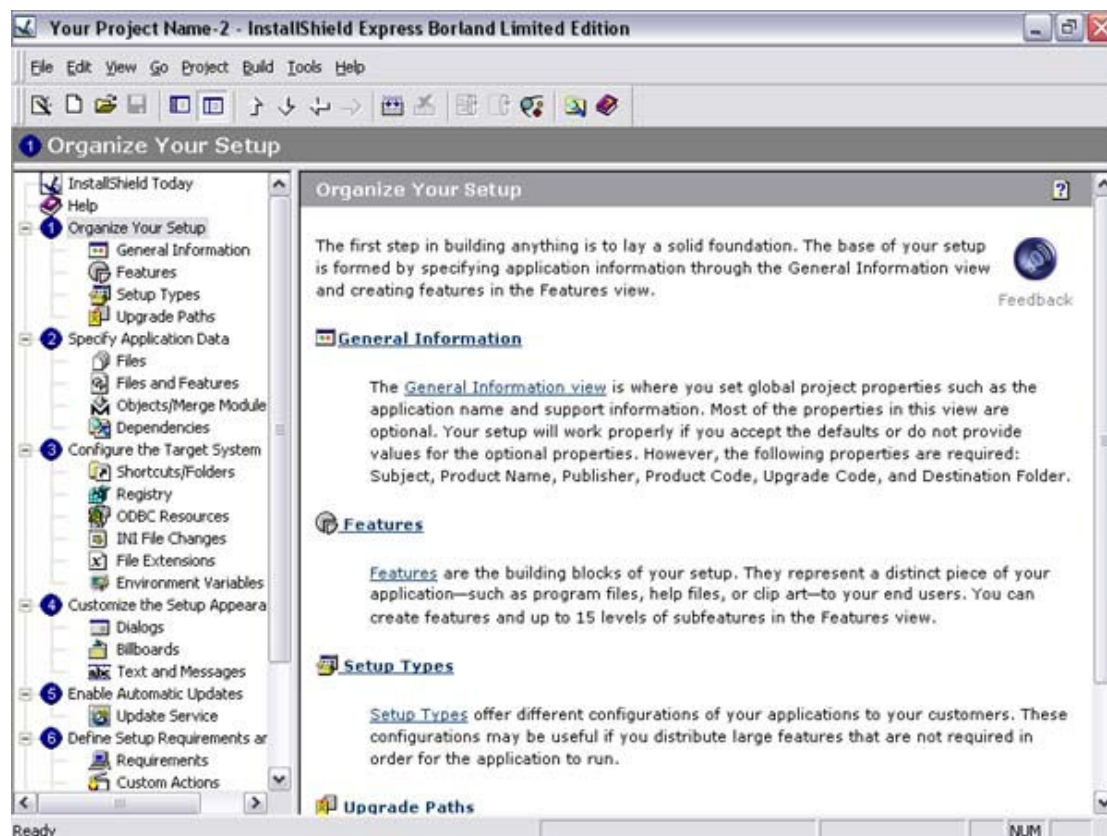 Your Project Name-2 - InstallShield Express Borland Limited Edition
File Edit View Go Project Build Tools Help
1 Organize Your Setup
InstallShield Today
Help
1 Organize Your Setup
General Information
Features
Setup Types
Upgrade Paths
2 Specify Application Data
Files
Files and Features
Objects/Merge Module
Dependencies
3 Configure the Target System
Shortcuts/Folders
Registry
ODBC Resources
INI File Changes
File Extensions
Environment Variables
4 Customize the Setup Appeara
Dialogs
Billboards
abc Text and Messages
5 Enable Automatic Updates
Update Service
6 Define Setup Requirements ar
Requirements
Custom Actions
Organize Your Setup
?
The first step in building anything is to lay a solid foundation. The base of your setup
is formed by specifying application information through the General Information view
and creating features in the Features view.
Feedback
General Information
The General Information view is where you set global project properties such as the
application name and support information. Most of the properties in this view are
optional. Your setup will work properly if you accept the defaults or do not provide
values for the optional properties. However, the following properties are required:
Subject, Product Name, Publisher, Product Code, Upgrade Code, and Destination Folder.
Features
Features are the building blocks of your setup. They represent a distinct piece of your
application—such as program files, help files, or clip art—to your end users. You can
create features and up to 15 levels of subfeatures in the Features view.
Setup Types
Setup Types offer different configurations of your applications to your customers. These
configurations may be useful if you distribute large features that are not required in
order for the application to run.
Upgrade Paths
Ready
NUM